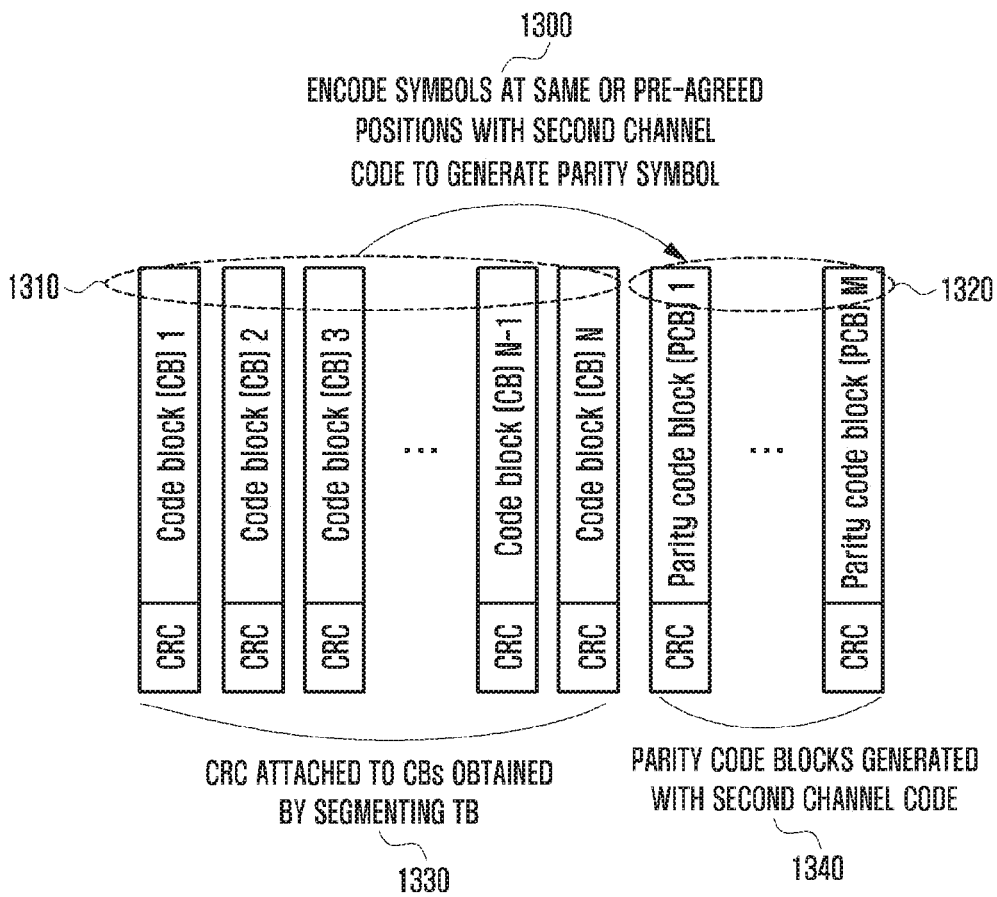 1300
ENCODE SYMBOLS AT SAME OR PRE-AGREED
POSITIONS WITH SECOND CHANNEL
CODE TO GENERATE PARITY SYMBOL
1310
1320
Code block (CB) 1
Code block (CB) 2
Code block (CB) 3
...
Code block (CB) N-1
Code block (CB) N
Parity code block (PCB) 1
...
Parity code block (PCB) M
CRC
CRC
CRC
CRC
CRC
CRC
CRC
CRC ATTACHED TO CBs OBTAINED
BY SEGMENTING TB
1330
PARITY CODE BLOCKS GENERATED
WITH SECOND CHANNEL CODE
1340